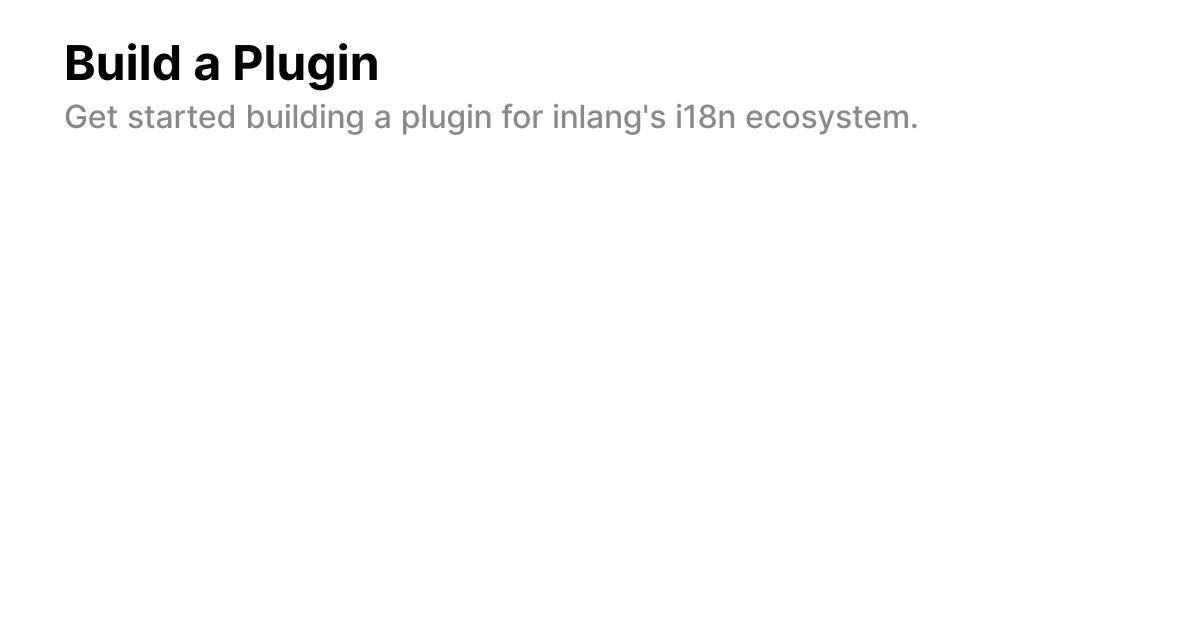 Build a Plugin
Get started building a plugin for inlang's i18n ecosystem.